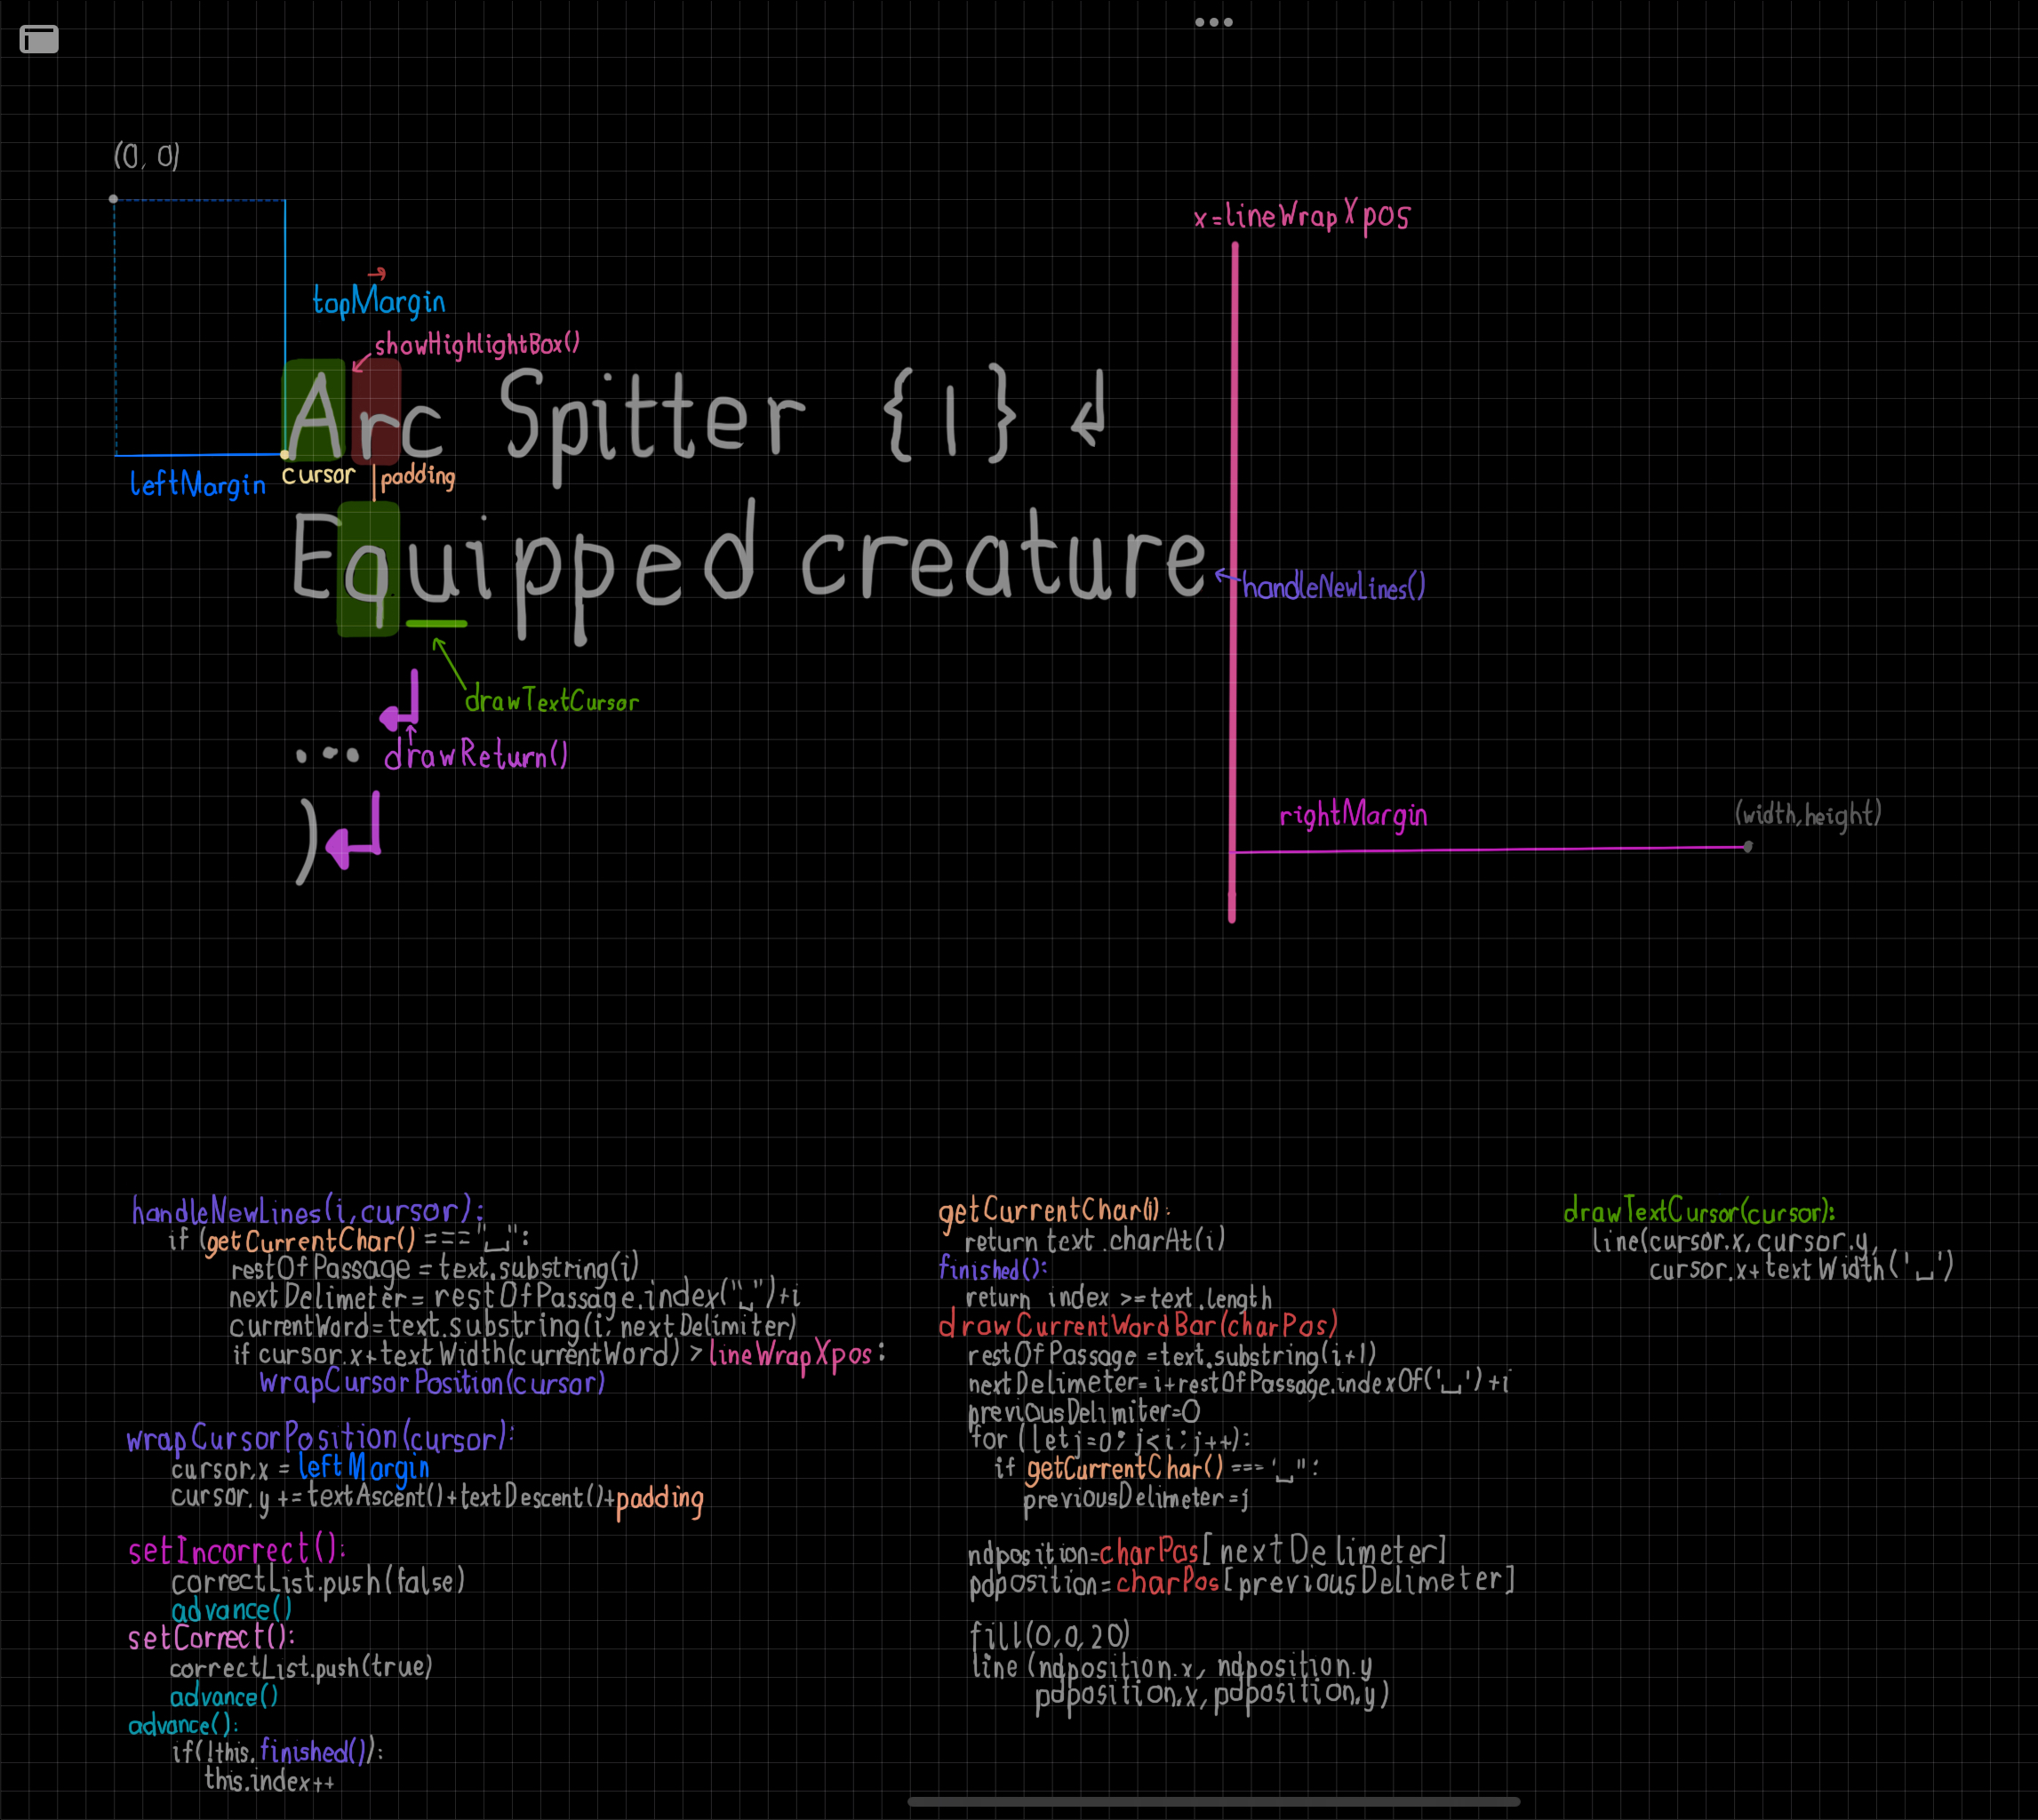 (0, 0)
x=lineWrapXpos
topMargin
showHighlightBox()
Arc Spitter {1} ↲
cursor
padding
leftMargin
Equipped creature
handleNewLines()
drawTextCursor
... drawReturn()
)
rightMargin
(width,height)
handleNewLines(i,cursor):
if (getCurrentChar() === "␣":
restOfPassage = text.substring(i)
nextDelimeter = restOfPassage.index("␣")+i
currentWord=text.substring(i, nextDelimiter)
if cursor.x+textWidth(currentWord) > lineWrapXpos:
wrapCursorPosition(cursor)
wrapCursorPosition(cursor):
cursor.x = leftMargin
cursor.y += textAscent()+textDescent()+padding
setIncorrect():
correctList.push(false)
advance()
setCorrect():
correctList.push(true)
advance()
advance():
if(!this.finished()):
this.index++
getCurrentChar(i):
return text.charAt(i)
finished():
return index >=text.length
drawCurrentWordBar(charPos)
restOfPassage =text.substring(i+1)
nextDelimeter=i+restOfPassage.indexOf('␣')+i
previousDelimiter=0
for (let j=0; j<i; j++):
if getCurrentChar() === '␣":
previousDelimeter=j
ndposition=charPos[nextDelimeter]
pdposition=charPos[previousDelimeter]
fill(0,0,20)
line (ndposition.x, ndposition.y
pdposition.x, pdposition.y)
drawTextCursor(cursor):
line(cursor.x, cursor.y,
cursor.x+textWidth('␣')